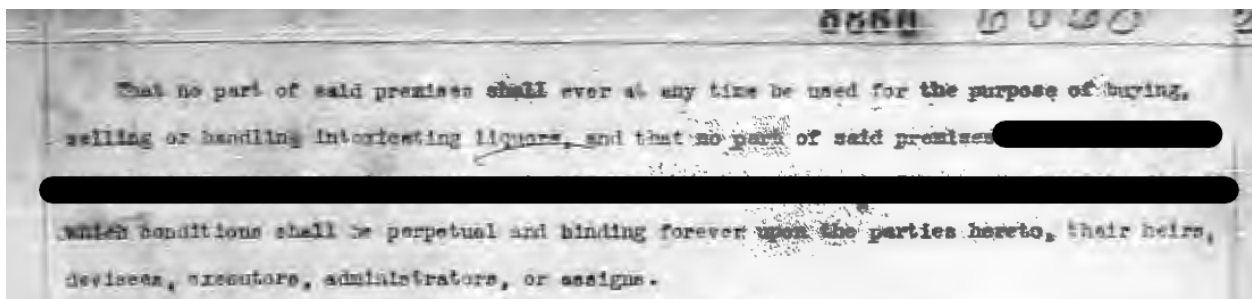 6060
That no part of said premises shall ever at any time be used for the purpose of buying,
selling or handling intoxicating liquors, and that no part of said premises
which conditions shall be perpetual and binding forever upon the parties hereto, their heirs,
devisees, executors, administrators, or assigns.